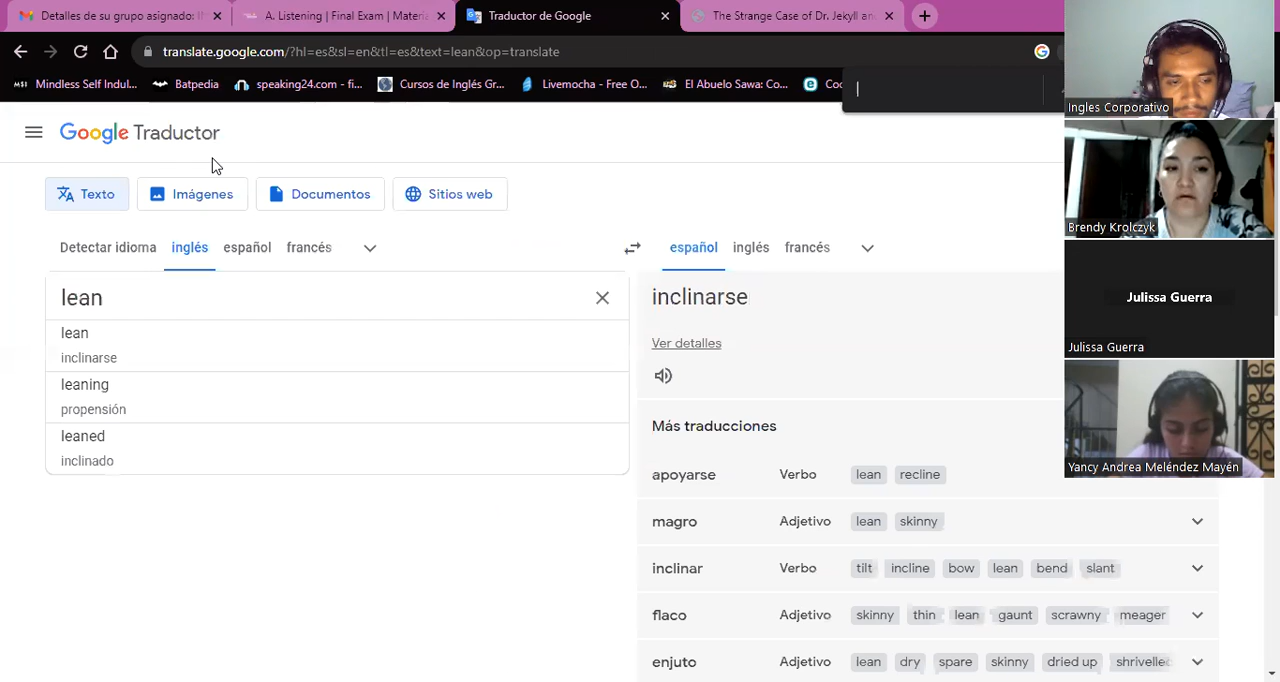 Detalles de su grupo asignado: I
A. Listening | Final Exam | Materi
Traductor de Google
The Strange Case of Dr. Jekyll an
translate.google.com/?hl=es&sl=en&tl=es&text=lean&op=translate
Mindless Self Indul...
Batpedia
speaking24.com - fi...
Cursos de Inglés Gr...
Livemocha - Free O...
El Abuelo Sawa: Co...
Coc
Google Traductor
Texto
Imágenes
Documentos
Sitios web
Detectar idioma
inglés
español
francés
español
inglés
francés
lean
lean
inclinarse
leaning
propensión
leaned
inclinado
inclinarse
Ver detalles
Más traducciones
apoyarse Verbo lean recline
magro Adjetivo lean skinny
inclinar Verbo tilt incline bow lean bend slant
flaco Adjetivo skinny thin lean gaunt scrawny meager
enjuto Adjetivo lean dry spare skinny dried up shrivelled
Ingles Corporativo
Brendy Krolczyk
Julissa Guerra
Julissa Guerra
Yancy Andrea Meléndez Mayén